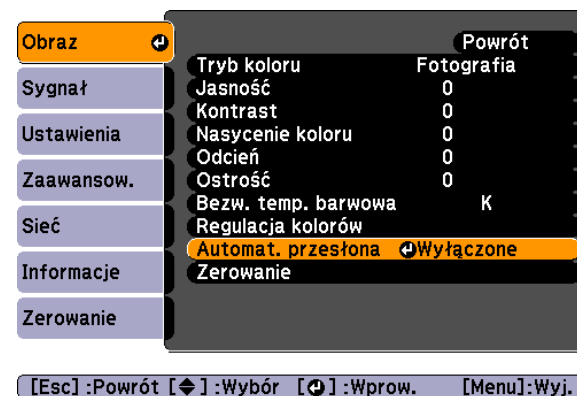 Obraz
Sygnał
Ustawienia
Zaawansow.
Sieć
Informacje
Zerowanie
Powrót
Tryb koloru Fotografia
Jasność 0
Kontrast 0
Nasycenie koloru 0
Odcień 0
Ostrość 0
Bezw. temp. barwowa K
Regulacja kolorów
Automat. przesłona Wyłączone
Zerowanie
[Esc] :Powrót [ ] :Wybór [ ] :Wprow. [Menu]:Wyj.